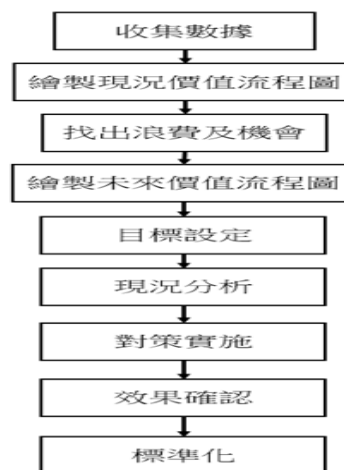 收集數據
繪製現況價值流程圖
找出浪費及機會
繪製未來價值流程圖
目標設定
現況分析
對策實施
效果確認
標準化